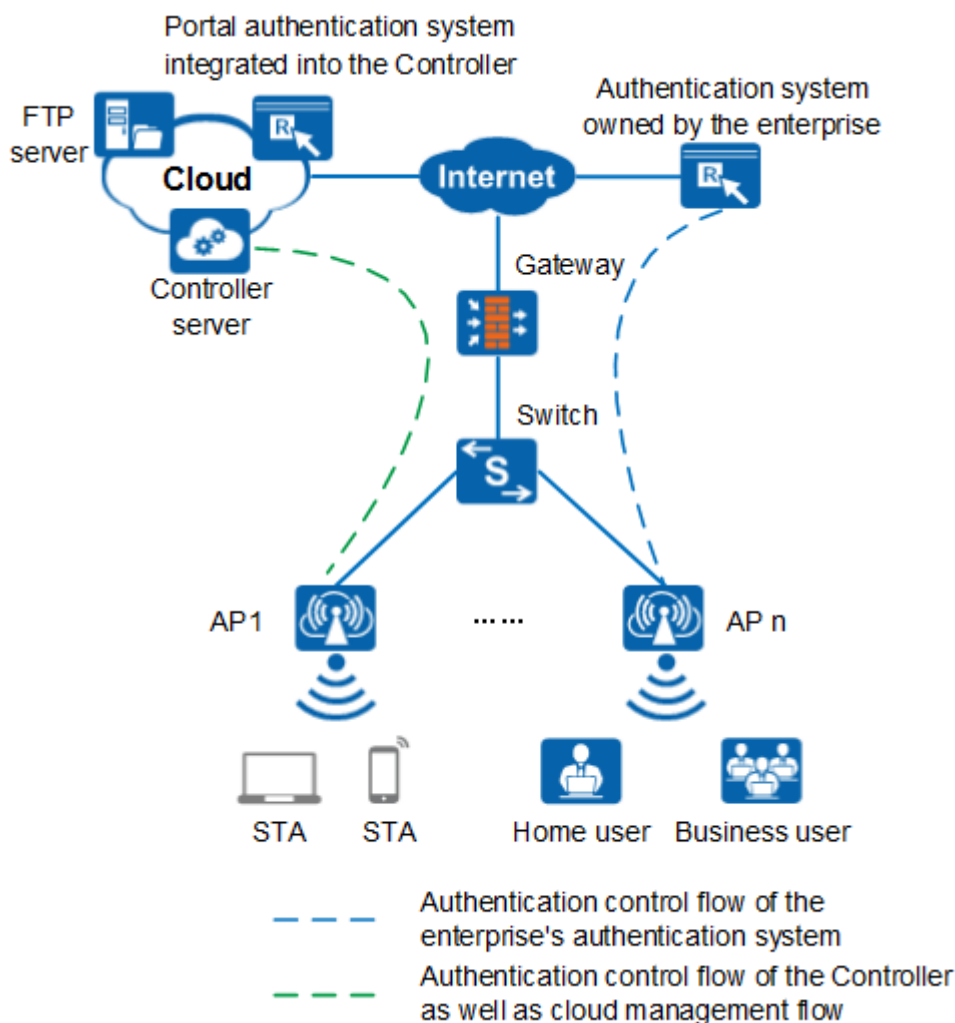 Portal authentication system
integrated into the Controller
FTP
server
R
Cloud
Controller
server
Internet
Authentication system
owned by the enterprise
R
Gateway
Switch
S
AP1
... ...
AP n
STA
STA
Home user
Business user
Authentication control flow of the
enterprise's authentication system
Authentication control flow of the Controller
as well as cloud management flow